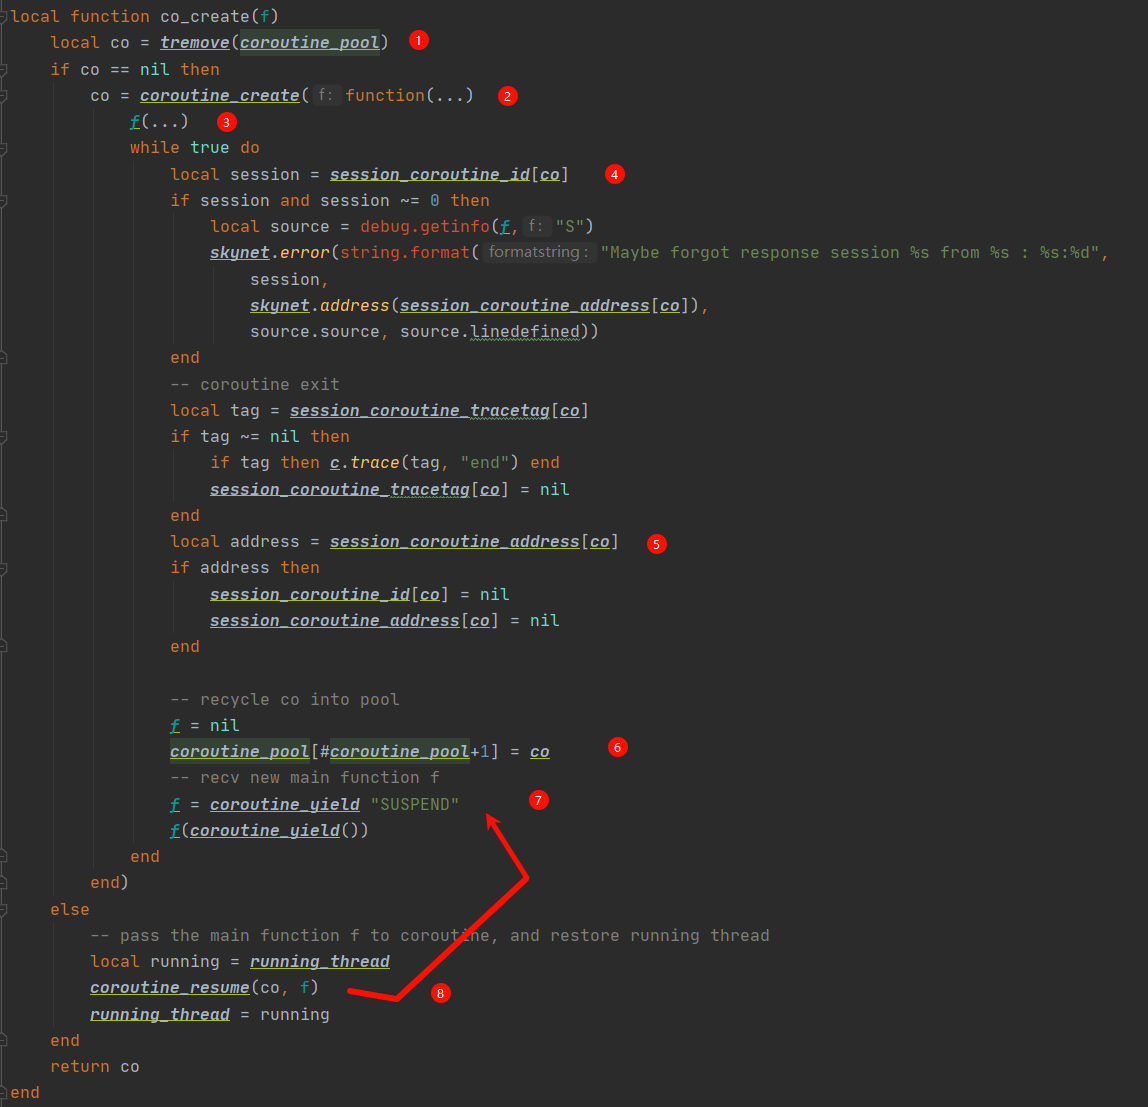 local function co_create(f)
    local co = tremove(coroutine_pool) 1
    if co == nil then
        co = coroutine_create( f: function(...) 2
            f(...) 3
            while true do
                local session = session_coroutine_id[co] 4
                if session and session ~= 0 then
                    local source = debug.getinfo(f, f: "S")
                    skynet.error(string.format( formatstring: "Maybe forgot response session %s from %s : %s:%d",
                        session,
                        skynet.address(session_coroutine_address[co]),
                        source.source, source.linedefined))
                end
                -- coroutine exit
                local tag = session_coroutine_tracetag[co]
                if tag ~= nil then
                    if tag then c.trace(tag, "end") end
                    session_coroutine_tracetag[co] = nil
                end
                local address = session_coroutine_address[co] 5
                if address then
                    session_coroutine_id[co] = nil
                    session_coroutine_address[co] = nil
                end
                -- recycle co into pool
                f = nil
                coroutine_pool[#coroutine_pool+1] = co 6
                -- recv new main function f
                f = coroutine_yield "SUSPEND" 7
                f(coroutine_yield())
            end
        end)
    else
        -- pass the main function f to coroutine, and restore running thread
        local running = running_thread
        coroutine_resume(co, f) 8
        running_thread = running
    end
    return co
end